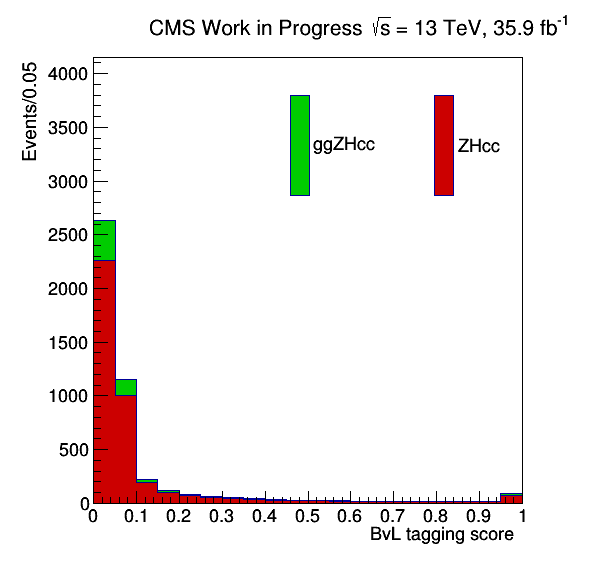 CMS Work in Progress √s = 13 TeV, 35.9 fb⁻¹
Events/0.05
4000
3500
3000
2500
2000
1500
1000
500
0
ggZHcc
ZHcc
0 0.1 0.2 0.3 0.4 0.5 0.6 0.7 0.8 0.9 1
BvL tagging score